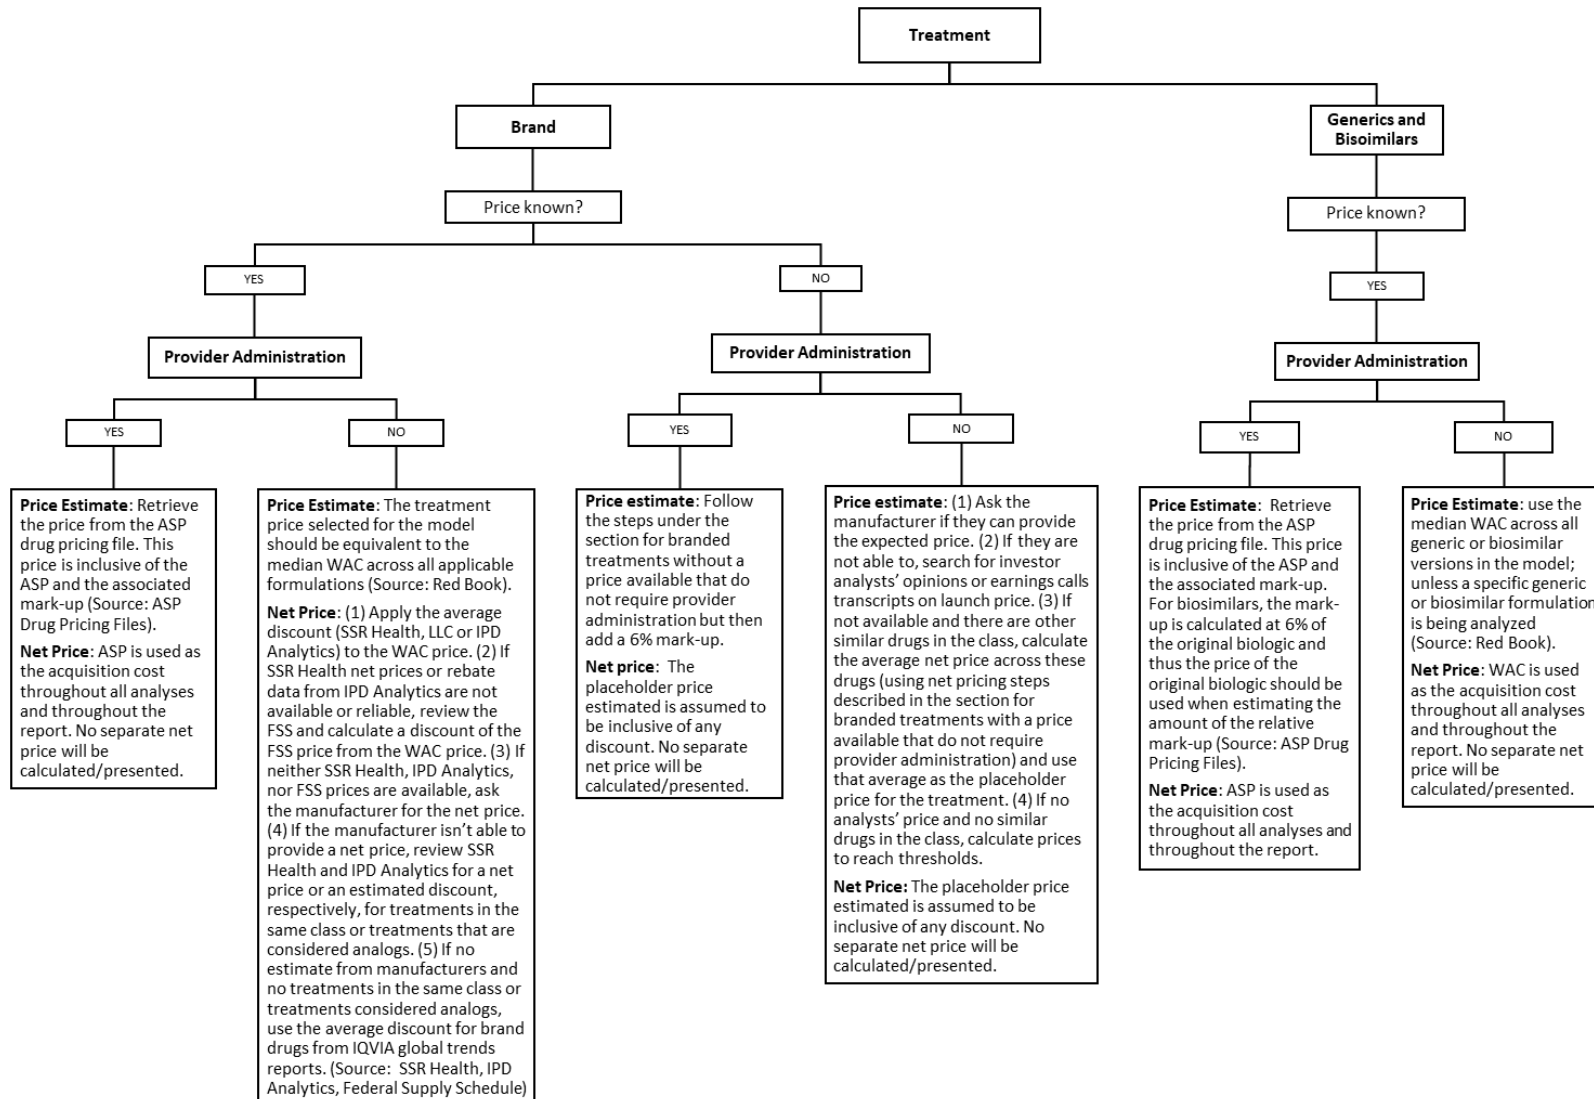 Treatment
Brand
Generics and
Bisoimilars
Price known?
Price known?
YES
NO
YES
Provider Administration
Provider Administration
Provider Administration
YES
NO
YES
NO
YES
NO
Price Estimate: Retrieve
the price from the ASP
drug pricing file. This
price is inclusive of the
ASP and the associated
mark-up (Source: ASP
Drug Pricing Files).
Net Price: ASP is used as
the acquisition cost
throughout all analyses
and throughout the
report. No separate net
price will be
calculated/presented.
Price Estimate: The treatment
price selected for the model
should be equivalent to the
median WAC across all applicable
formulations (Source: Red Book).
Net Price: (1) Apply the average
discount (SSR Health, LLC or IPD
Analytics) to the WAC price. (2) If
SSR Health net prices or rebate
data from IPD Analytics are not
available or reliable, review the
FSS and calculate a discount of the
FSS price from the WAC price. (3) If
neither SSR Health, IPD Analytics,
nor FSS prices are available, ask
the manufacturer for the net price.
(4) If the manufacturer isn't able to
provide a net price, review SSR
Health and IPD Analytics for a net
price or an estimated discount,
respectively, for treatments in the
same class or treatments that are
considered analogs. (5) If no
estimate from manufacturers and
no treatments in the same class or
treatments considered analogs,
use the average discount for brand
drugs from IQVIA global trends
reports. (Source:  SSR Health, IPD
Analytics, Federal Supply Schedule)
Price estimate: Follow
the steps under the
section for branded
treatments without a
price available that do
not require provider
administration but then
add a 6% mark-up.
Net price:  The
placeholder price
estimated is assumed to
be inclusive of any
discount. No separate
net price will be
calculated/presented.
Price estimate: (1) Ask the
manufacturer if they can provide
the expected price. (2) If they are
not able to, search for investor
analysts' opinions or earnings calls
transcripts on launch price. (3) If
not available and there are other
similar drugs in the class, calculate
the average net price across these
drugs (using net pricing steps
described in the section for
branded treatments with a price
available that do not require
provider administration) and use
that average as the placeholder
price for the treatment. (4) If no
analysts' price and no similar
drugs in the class, calculate prices
to reach thresholds.
Net Price: The placeholder price
estimated is assumed to be
inclusive of any discount. No
separate net price will be
calculated/presented.
Price Estimate:  Retrieve
the price from the ASP
drug pricing file. This price
is inclusive of the ASP and
the associated mark-up.
For biosimilars, the mark-
up is calculated at 6% of
the original biologic and
thus the price of the
original biologic should be
used when estimating the
amount of the relative
mark-up (Source: ASP Drug
Pricing Files).
Net Price: ASP is used as
the acquisition cost
throughout all analyses and
throughout the report.
Price Estimate: use the
median WAC across all
generic or biosimilar
versions in the model;
unless a specific generic
or biosimilar formulation
is being analyzed
(Source: Red Book).
Net Price: WAC is used
as the acquisition cost
throughout all analyses
and throughout the
report. No separate net
price will be
calculated/presented.